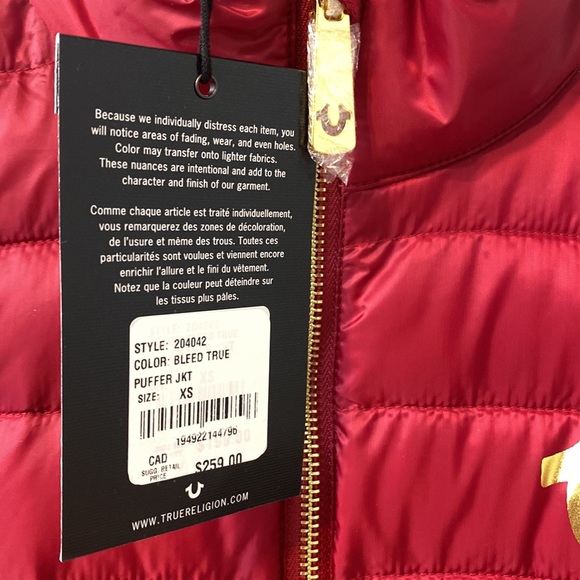 Because we individually distress each item, you
will notice areas of fading, wear, and even holes.
Color may transfer onto lighter fabrics.
These nuances are intentional and add to the
character and finish of our garment.
Comme chaque article est traité individuellement,
vous remarquerez des zones de décoloration,
de l'usure et même des trous. Toutes ces
particularités sont voulues et viennent encore
enrichir l'allure et le fini du vêtement.
Notez que la couleur peut déteindre sur
les tissus plus pâles.
STYLE: 204042
COLOR: BLEED TRUE
PUFFER JKT
SIZE: XS
194922144796
CAD
SUGG. RETAIL
PRICE
$259.00
WWW.TRUERELIGION.COM